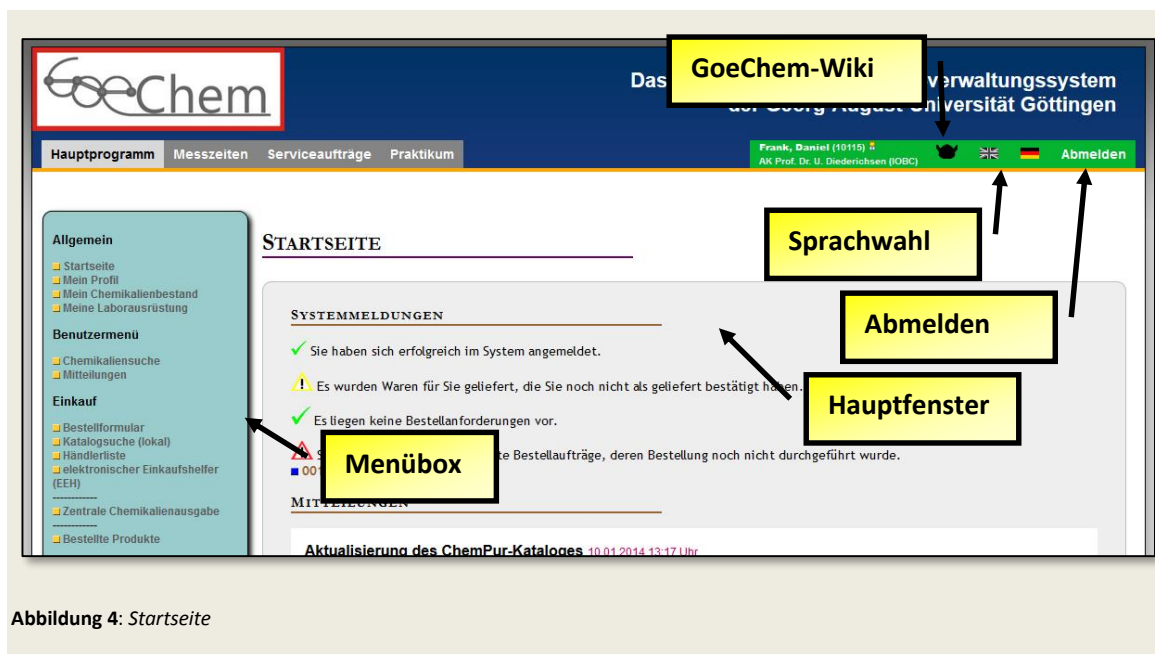 GoeChem
GoeChem-Wiki
Das verwaltungssystem
der Georg-August-Universität Göttingen
Hauptprogramm Messzeiten Serviceaufträge Praktikum
Frank, Daniel (10115)
AK Prof. Dr. U. Diederichsen (IOBC)
Abmelden
Sprachwahl
Abmelden
Hauptfenster
Menübox
Allgemein
Startseite
Mein Profil
Mein Chemikalienbestand
Meine Laborausrüstung
Benutzermenü
Chemikaliensuche
Mitteilungen
Einkauf
Bestellformular
Katalogsuche (lokal)
Händlerliste
elektronischer Einkaufshelfer
(EEH)
------------
Zentrale Chemikalienausgabe
------------
Bestellte Produkte
STARTSEITE
SYSTEMMELDUNGEN
Sie haben sich erfolgreich im System angemeldet.
Es wurden Waren für Sie geliefert, die Sie noch nicht als geliefert bestätigt haben.
Es liegen keine Bestellanforderungen vor.
Bestellaufträge, deren Bestellung noch nicht durchgeführt wurde.
001
MITTEILUNGEN
Aktualisierung des ChemPur-Kataloges 10.01.2014 13:17 Uhr
Abbildung 4: Startseite